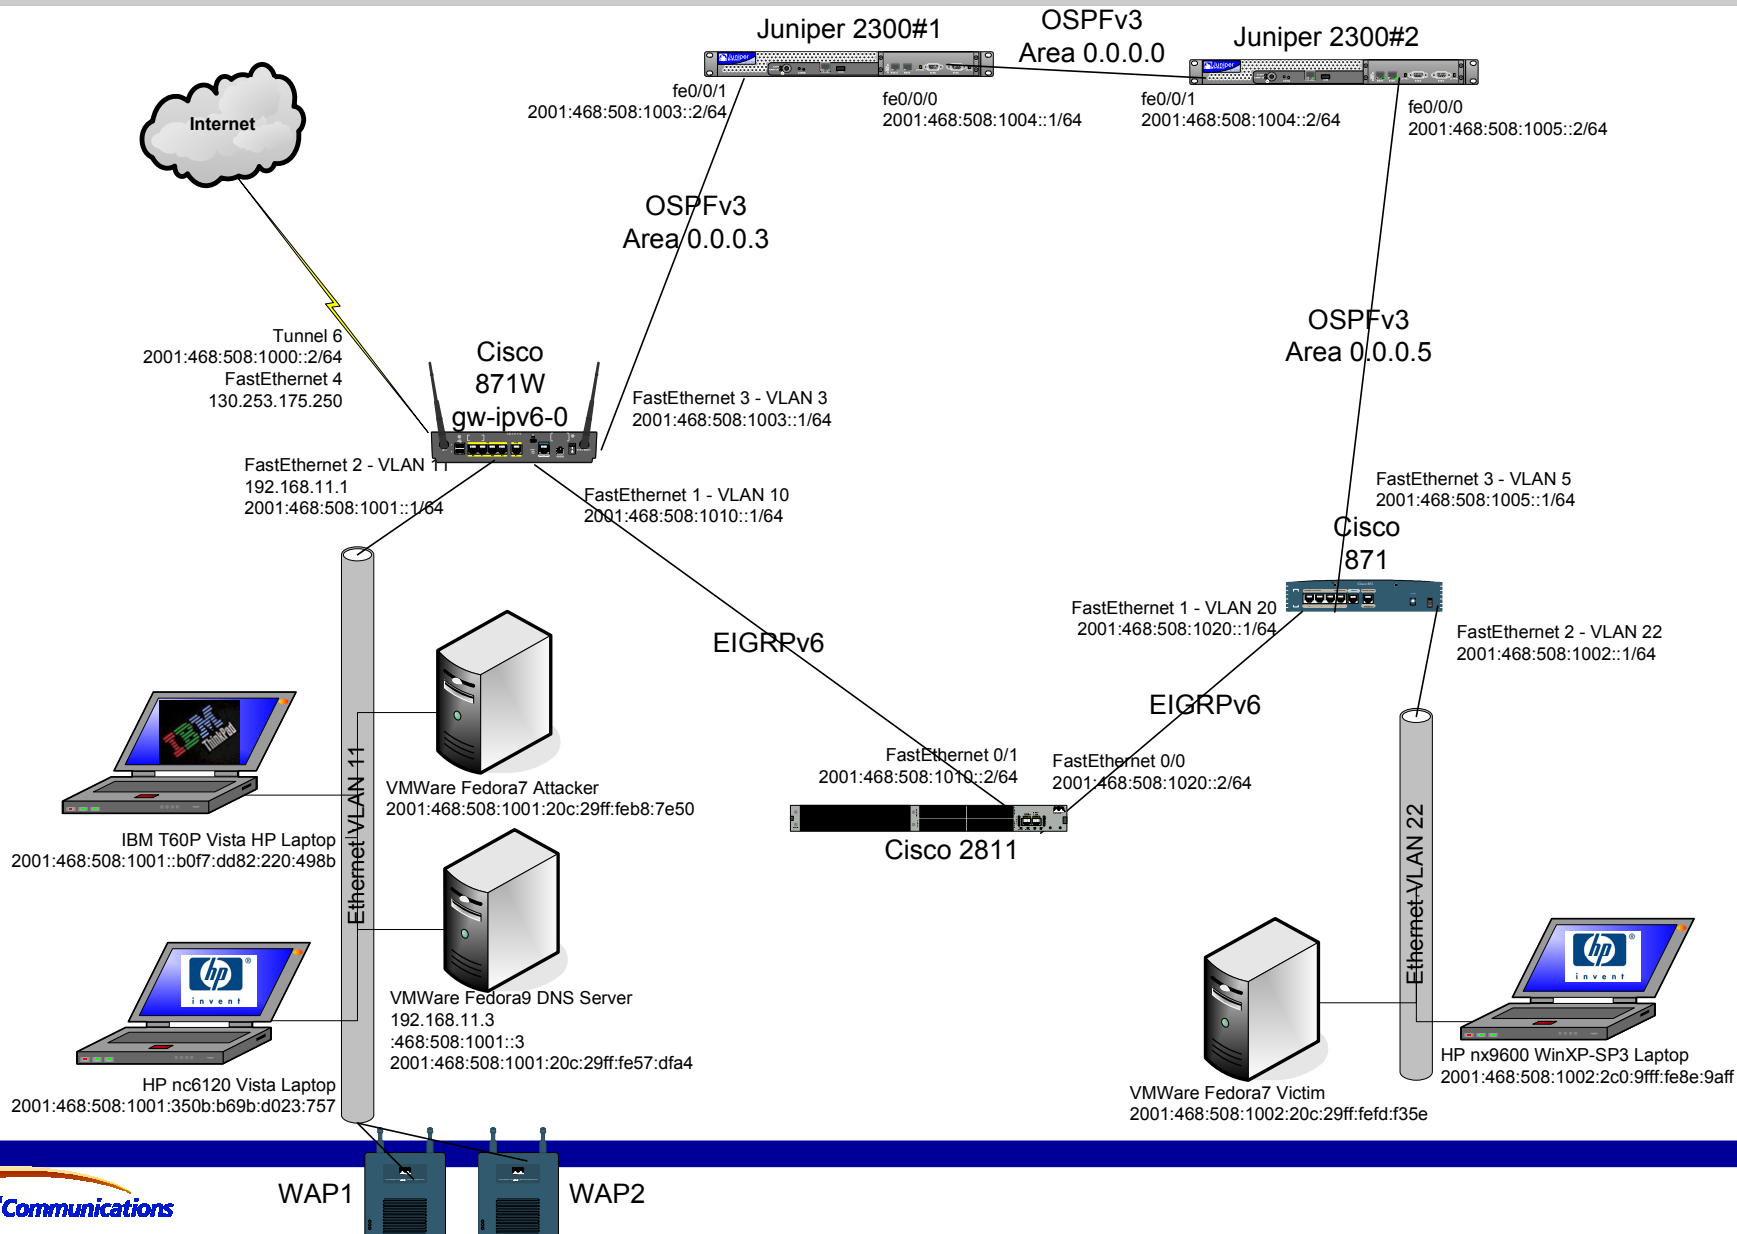 Juniper 2300#1
OSPFv3
Area 0.0.0.0
Juniper 2300#2
Juniper
Juniper
fe0/0/1
2001:468:508:1003::2/64
fe0/0/0
2001:468:508:1004::1/64
fe0/0/1
2001:468:508:1004::2/64
fe0/0/0
2001:468:508:1005::2/64
Internet
OSPFv3
Area 0.0.0.3
OSPFv3
Area 0.0.0.5
Tunnel 6
2001:468:508:1000::2/64
FastEthernet 4
130.253.175.250
Cisco
871W
gw-ipv6-0
FastEthernet 3 - VLAN 3
2001:468:508:1003::1/64
FastEthernet 2 - VLAN 11
192.168.11.1
2001:468:508:1001::1/64
FastEthernet 1 - VLAN 10
2001:468:508:1010::1/64
FastEthernet 3 - VLAN 5
2001:468:508:1005::1/64
Cisco
871
FastEthernet 1 - VLAN 20
2001:468:508:1020::1/64
FastEthernet 2 - VLAN 22
2001:468:508:1002::1/64
EIGRPv6
EIGRPv6
FastEthernet 0/1
2001:468:508:1010::2/64
FastEthernet 0/0
2001:468:508:1020::2/64
Cisco 2811
IBM
ThinkPad
Ethernet VLAN 11
VMWare Fedora7 Attacker
2001:468:508:1001:20c:29ff:feb8:7e50
IBM T60P Vista HP Laptop
2001:468:508:1001::b0f7:dd82:220:498b
Ethernet VLAN 22
hp
invent
hp
invent
VMWare Fedora9 DNS Server
192.168.11.3
:468:508:1001::3
2001:468:508:1001:20c:29ff:fe57:dfa4
HP nc6120 Vista Laptop
2001:468:508:1001:350b:b69b:d023:757
HP nx9600 WinXP-SP3 Laptop
2001:468:508:1002:2c0:9fff:fe8e:9aff
VMWare Fedora7 Victim
2001:468:508:1002:20c:29ff:fefd:f35e
WAP1
WAP2
Communications